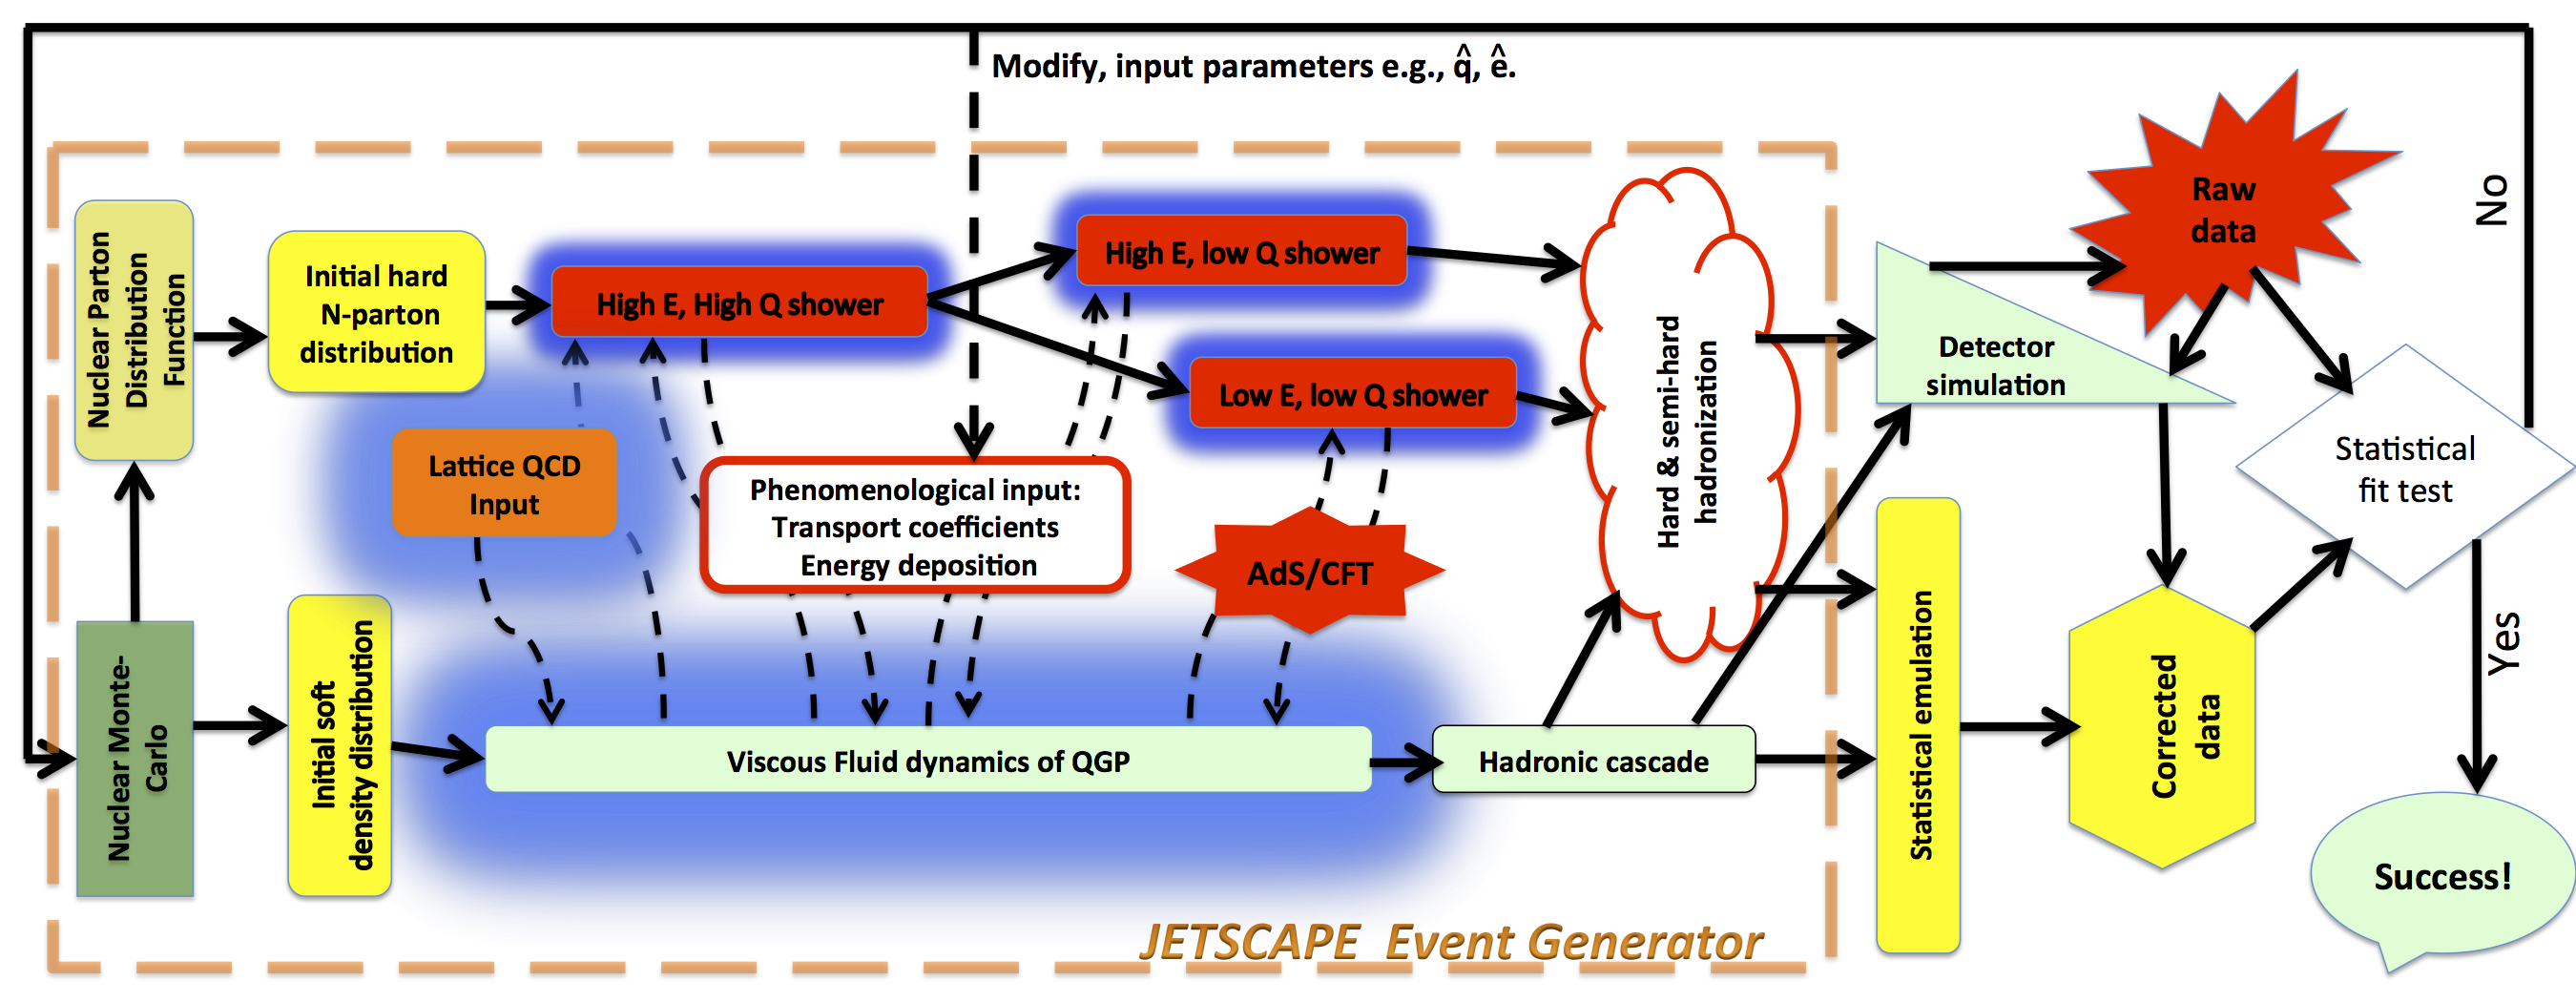 Modify, input parameters e.g., q̂, ê.
Nuclear Parton
Distribution
Function
Initial hard
N-parton
distribution
High E, High Q shower
High E, low Q shower
Low E, low Q shower
Lattice QCD
Input
Phenomenological input:
Transport coefficients
Energy deposition
AdS/CFT
Hard & semi-hard
hadronization
Nuclear Monte-
Carlo
Initial soft
density distribution
Viscous Fluid dynamics of QGP
Hadronic cascade
JETSCAPE Event Generator
Detector
simulation
Raw
data
Statistical emulation
Corrected
data
Statistical
fit test
No
Yes
Success!